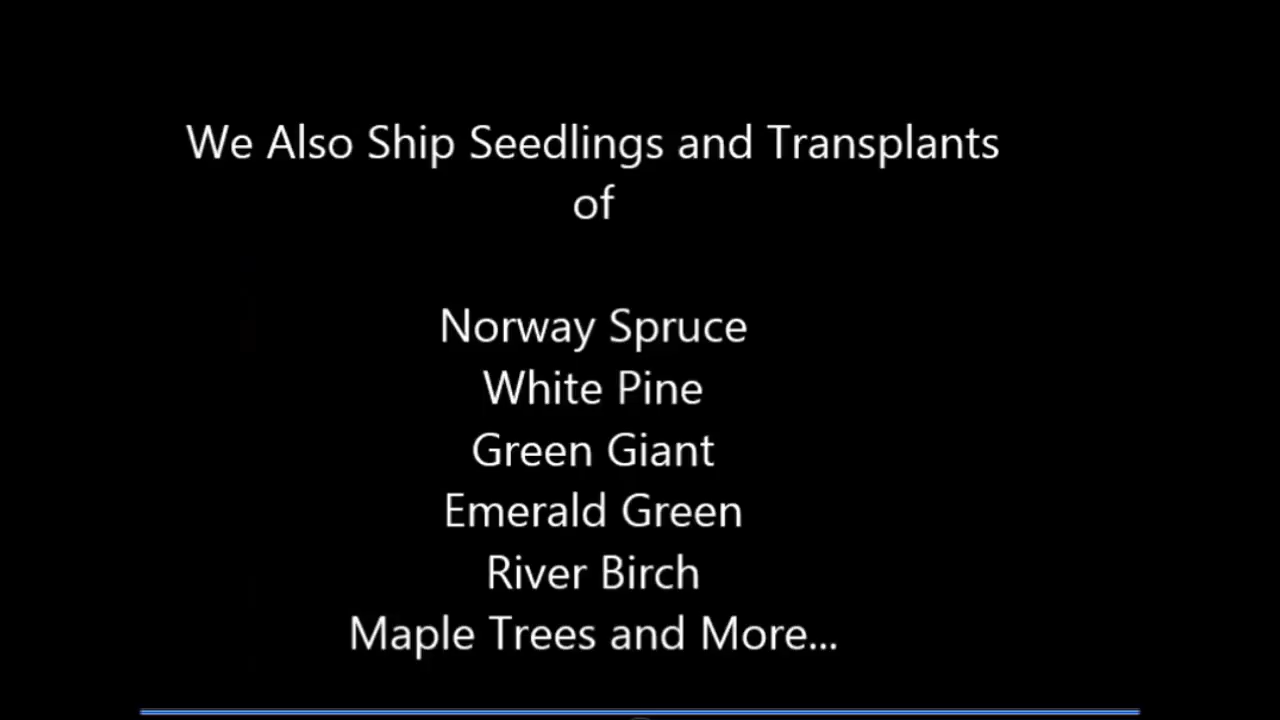 We Also Ship Seedlings and Transplants
of
Norway Spruce
White Pine
Green Giant
Emerald Green
River Birch
Maple Trees and More...